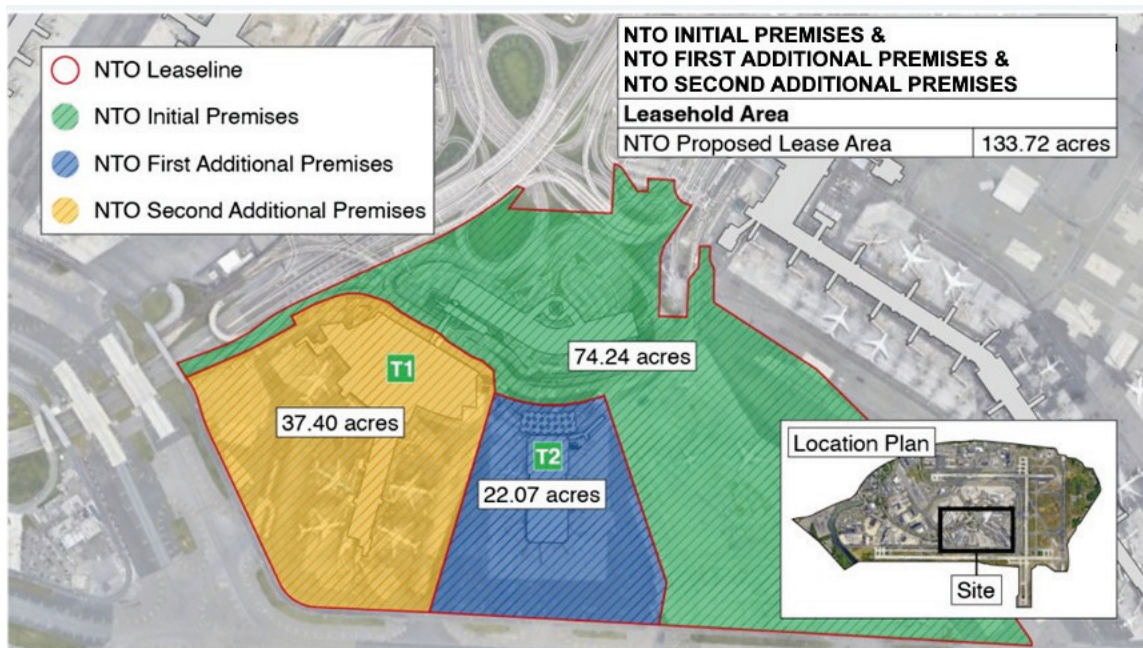 NTO Leaseline
NTO Initial Premises
NTO First Additional Premises
NTO Second Additional Premises
NTO INITIAL PREMISES &
NTO FIRST ADDITIONAL PREMISES &
NTO SECOND ADDITIONAL PREMISES
Leasehold Area
NTO Proposed Lease Area 133.72 acres
74.24 acres
T1
37.40 acres
T2
22.07 acres
Location Plan
Site